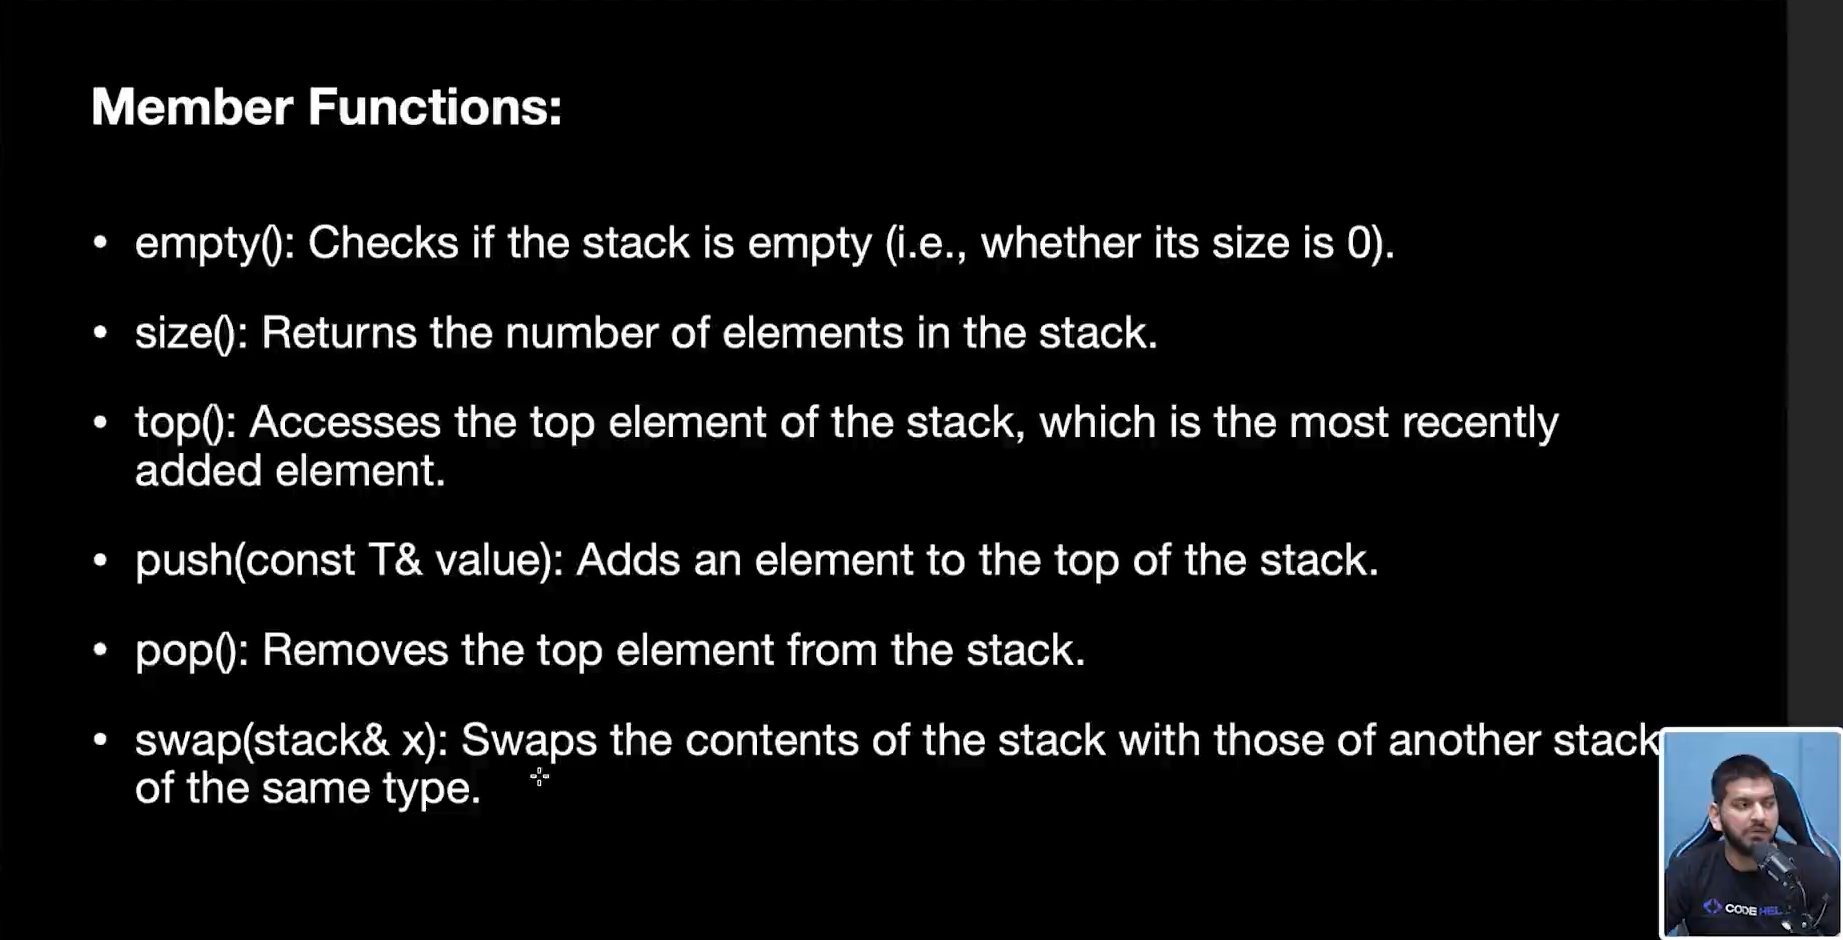 Member Functions:
• empty(): Checks if the stack is empty (i.e., whether its size is 0).
• size(): Returns the number of elements in the stack.
• top(): Accesses the top element of the stack, which is the most recently
added element.
• push(const T& value): Adds an element to the top of the stack.
• pop(): Removes the top element from the stack.
• swap(stack& x): Swaps the contents of the stack with those of another stack
of the same type.
CODE